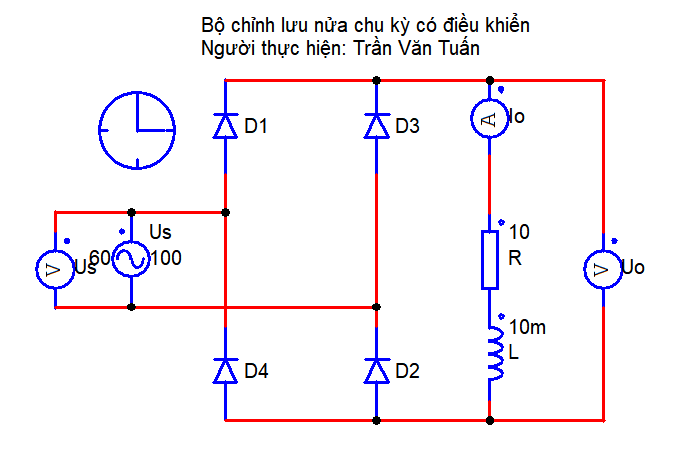 Bộ chỉnh lưu nửa chu kỳ có điều khiển
Người thực hiện: Trần Văn Tuấn
D1
D3
A
Io
Us
10
R
V
Us
60
100
V
Uo
10m
L
D4
D2